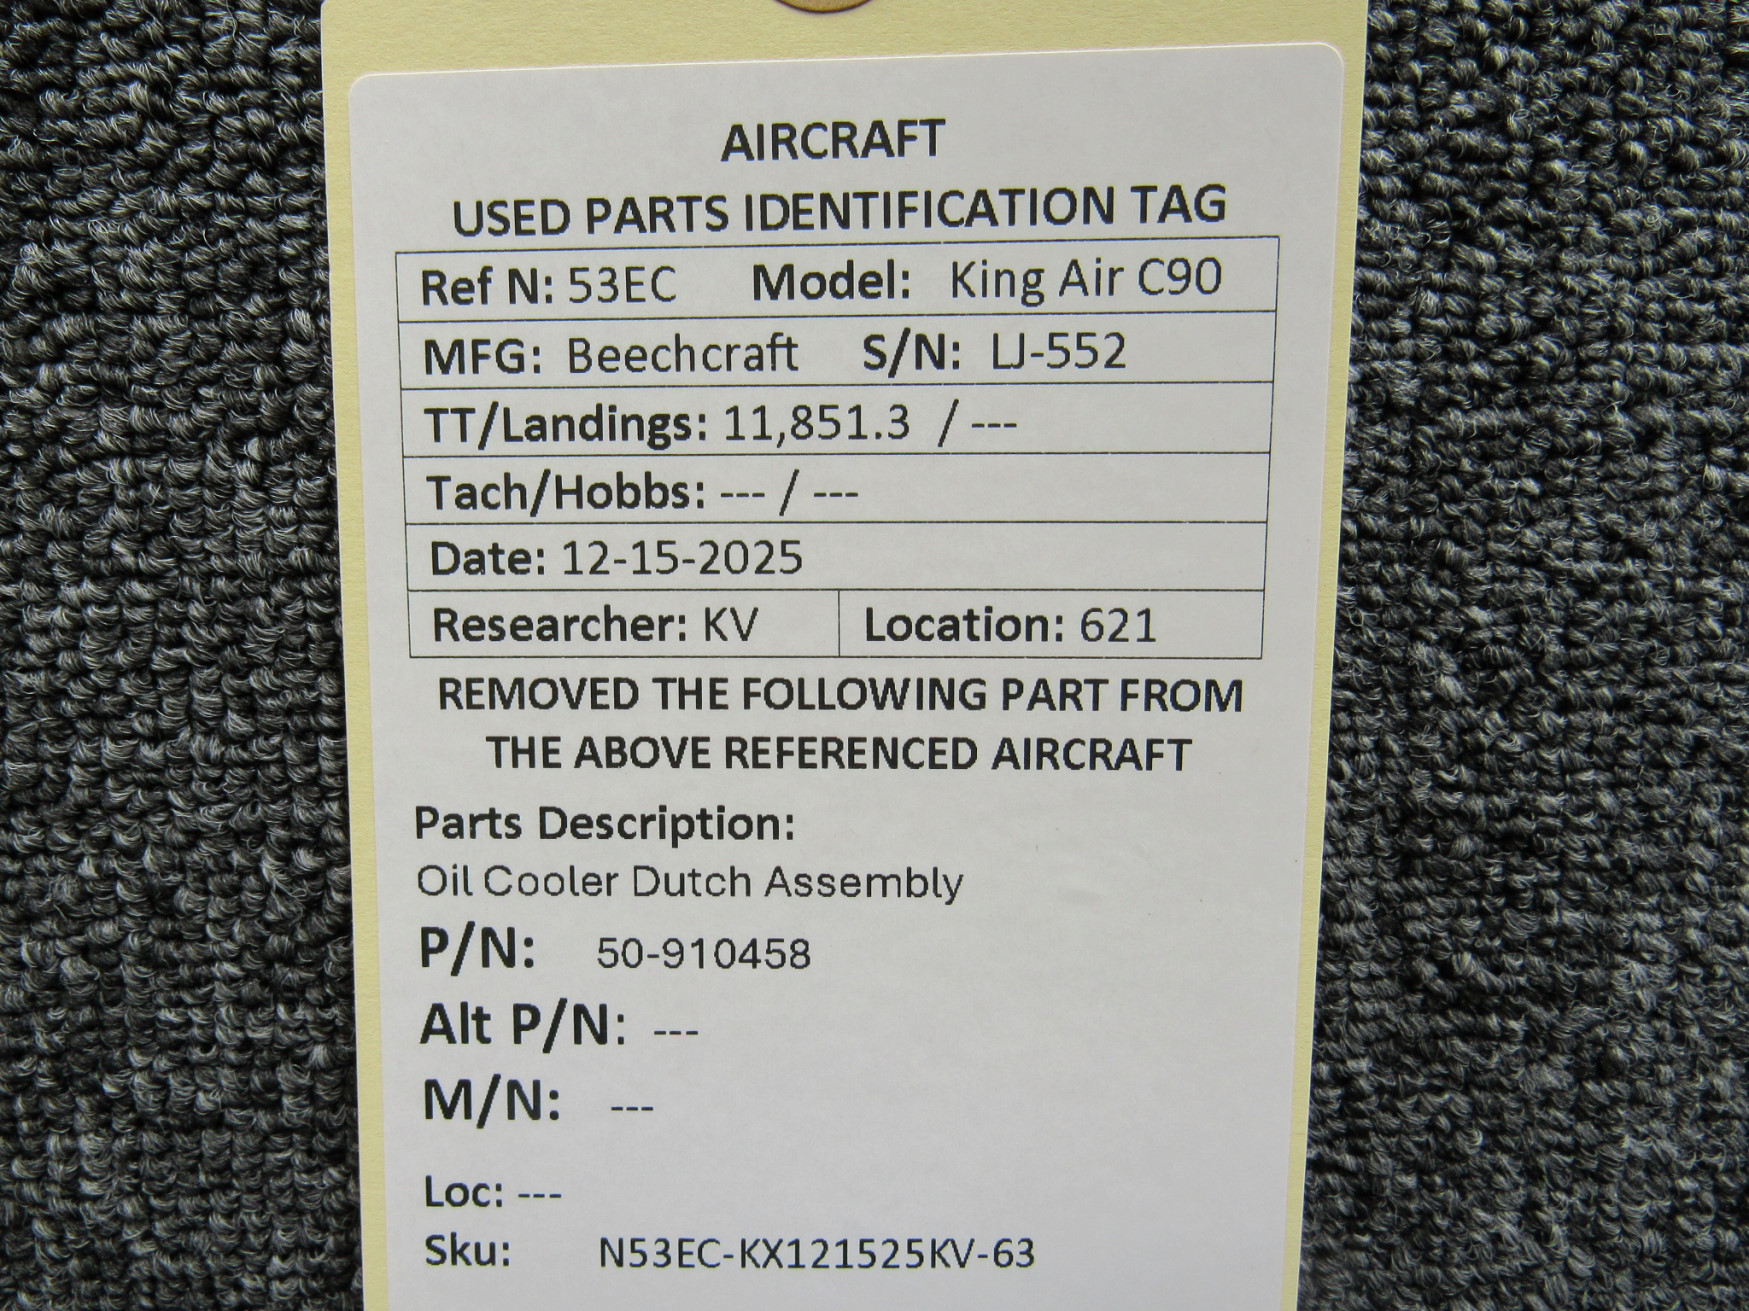 AIRCRAFT
USED PARTS IDENTIFICATION TAG
Ref N: 53EC Model: King Air C90
MFG: Beechcraft S/N: LJ-552
TT/Landings: 11,851.3 / ---
Tach/Hobbs: --- / ---
Date: 12-15-2025
Researcher: KV Location: 621
REMOVED THE FOLLOWING PART FROM
THE ABOVE REFERENCED AIRCRAFT
Parts Description:
Oil Cooler Dutch Assembly
P/N: 50-910458
Alt P/N: ---
M/N: ---
Loc: ---
Sku: N53EC-KX121525KV-63